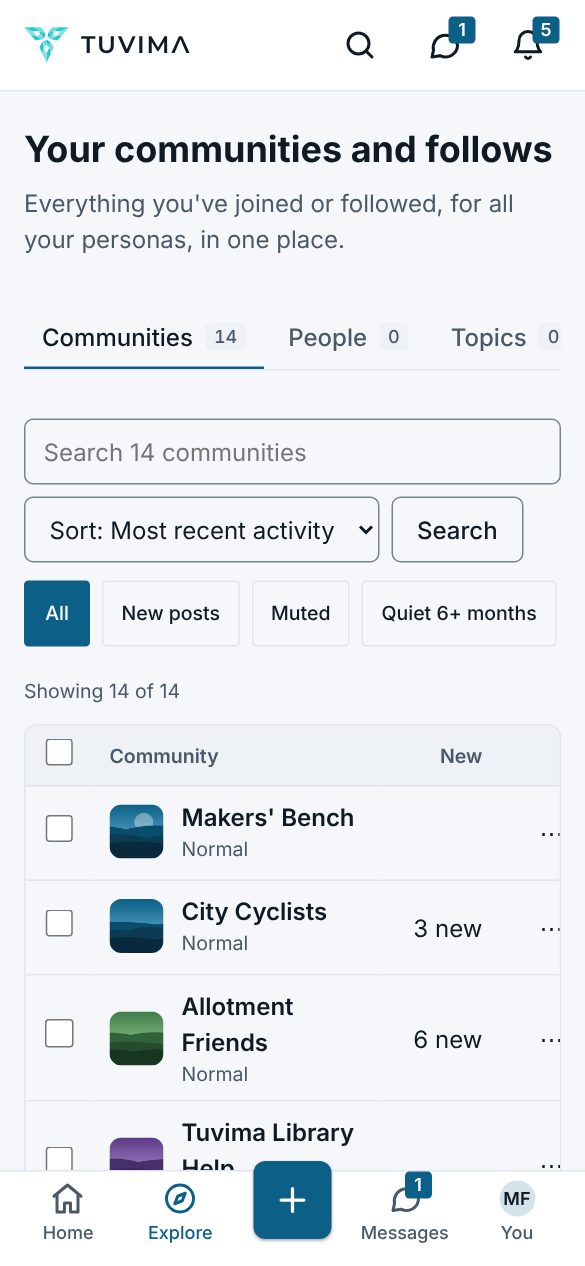 TUVIMA
1
5
Your communities and follows
Everything you've joined or followed, for all
your personas, in one place.
Communities 14 People 0 Topics 0
Search 14 communities
Sort: Most recent activity Search
All New posts Muted Quiet 6+ months
Showing 14 of 14
Community New
Makers' Bench
Normal
...
City Cyclists
Normal
3 new
...
Allotment
Friends
Normal
6 new
...
Tuvima Library
Help
...
1
MF
Home Explore + Messages You